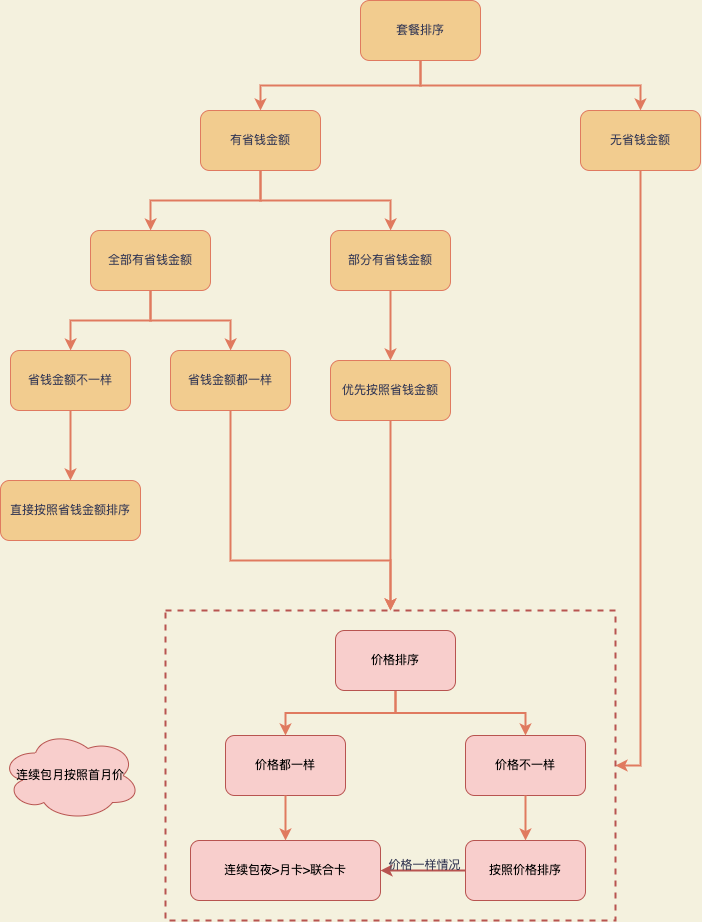 套餐排序
有省钱金额
无省钱金额
全部有省钱金额
部分有省钱金额
省钱金额不一样
省钱金额都一样
优先按照省钱金额
直接按照省钱金额排序
价格排序
价格都一样
价格不一样
连续包月按照首月价
连续包夜>月卡>联合卡
价格一样情况
按照价格排序